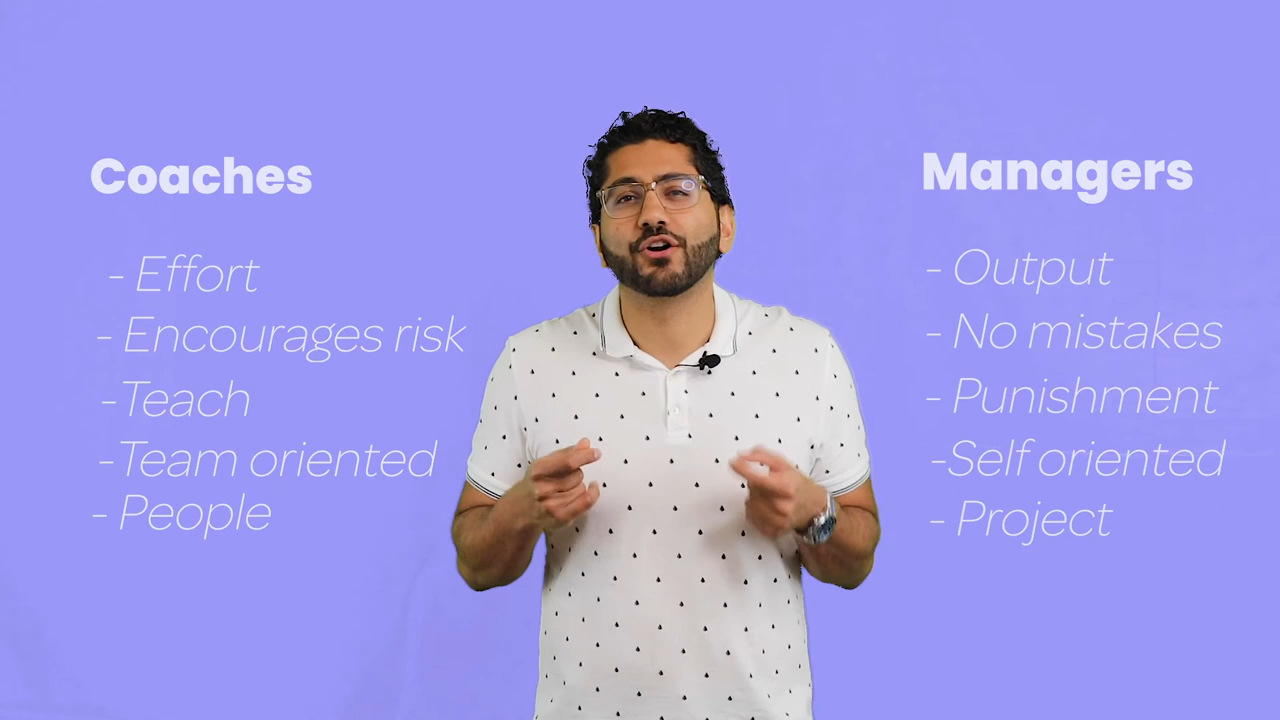 Coaches
- Effort
- Encourages risk
-Teach
-Team oriented
- People
Managers
- Output
- No mistakes
- Punishment
-Self oriented
- Project